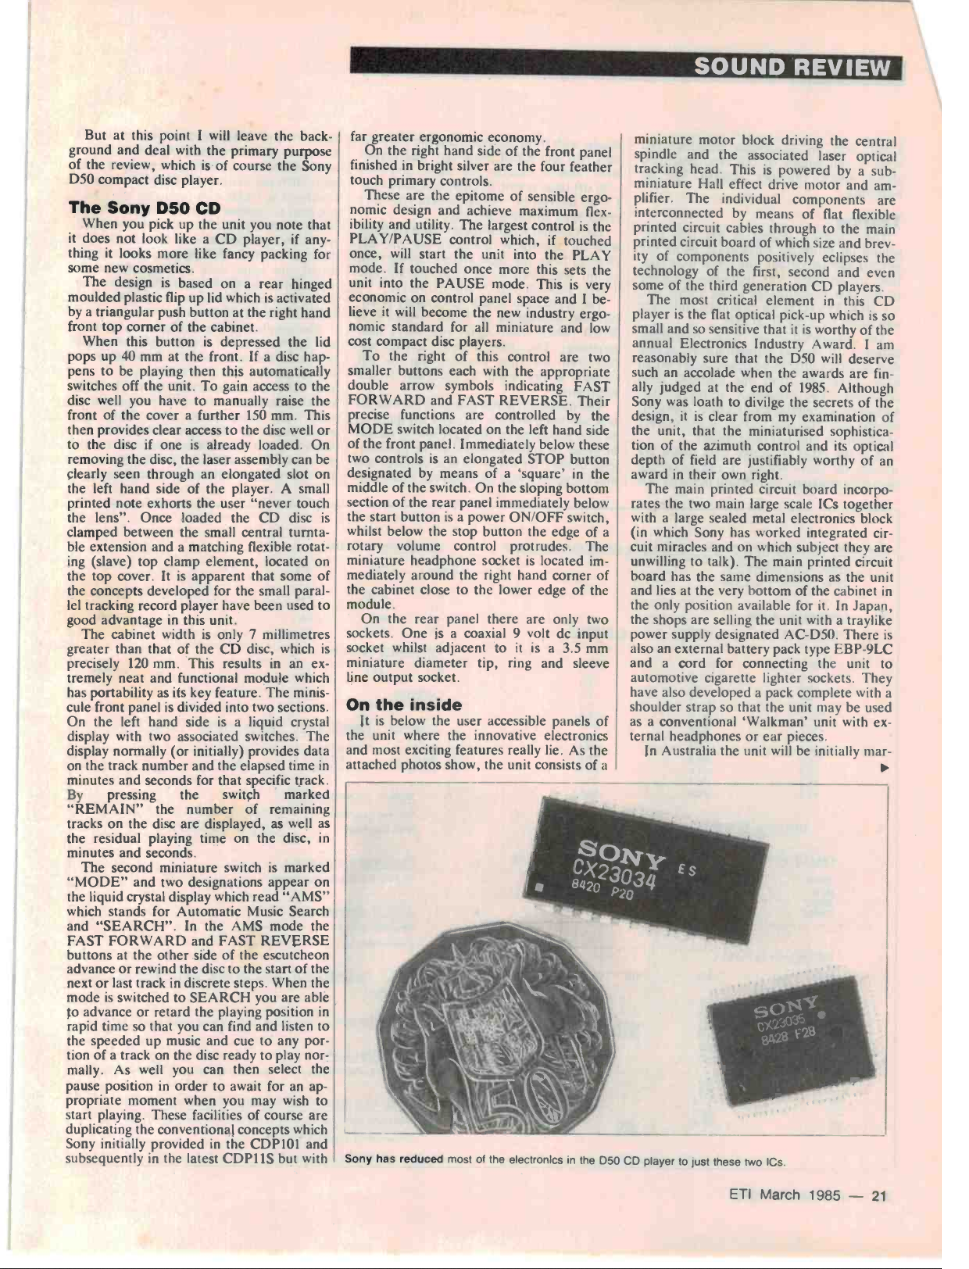 SOUND REVIEW
But at this point I will leave the back-
ground and deal with the primary purpose
of the review, which is of course the Sony
D50 compact disc player.
The Sony D50 CD
When you pick up the unit you note that
it does not look like a CD player, if any-
thing it looks more like fancy packing for
some new cosmetics.
The design is based on a rear hinged
moulded plastic flip up lid which is activated
by a triangular push button at the right hand
front top corner of the cabinet.
When this button is depressed the lid
pops up 40 mm at the front. If a disc hap-
pens to be playing then this automatically
switches off the unit. To gain access to the
disc well you have to manually raise the
front of the cover a further 150 mm. This
then provides clear access to the disc well or
to the disc if one is already loaded. On
removing the disc, the laser assembly can be
clearly seen through an elongated slot on
the left hand side of the player. A small
printed note exhorts the user “never touch
the lens”. Once loaded the CD disc is
clamped between the small central turnta-
ble extension and a matching flexible rotat-
ing (slave) top clamp element, located on
the top cover. It is apparent that some of
the concepts developed for the small paral-
lel tracking record player have been used to
good advantage in this unit.
The cabinet width is only 7 millimetres
greater than that of the CD disc, which is
precisely 120 mm. This results in an ex-
tremely neat and functional module which
has portability as its key feature. The minis-
cule front panel is divided into two sections.
On the left hand side is a liquid crystal
display with two associated switches. The
display normally (or initially) provides data
on the track number and the elapsed time in
minutes and seconds for that specific track.
By pressing the switch marked
“REMAIN” the number of remaining
tracks on the disc are displayed, as well as
the residual playing time on the disc, in
minutes and seconds.
The second miniature switch is marked
“MODE” and two designations appear on
the liquid crystal display which read “AMS”
which stands for Automatic Music Search
and “SEARCH”. In the AMS mode the
FAST FORWARD and FAST REVERSE
buttons at the other side of the escutcheon
advance or rewind the disc to the start of the
next or last track in discrete steps. When the
mode is switched to SEARCH you are able
to advance or retard the playing position in
rapid time so that you can find and listen to
the speeded up music and cue to any por-
tion of a track on the disc ready to play nor-
mally. As well you can then select the
pause position in order to await for an ap-
propriate moment when you may wish to
start playing. These facilities of course are
duplicating the conventional concepts which
Sony initially provided in the CDP101 and
subsequently in the latest CDP11S but with
far greater ergonomic economy.
On the right hand side of the front panel
finished in bright silver are the four feather
touch primary controls.
These are the epitome of sensible ergo-
nomic design and achieve maximum flex-
ibility and utility. The largest control is the
PLAY/PAUSE control which, if touched
once, will start the unit into the PLAY
mode. If touched once more this sets the
unit into the PAUSE mode. This is very
economic on control panel space and I be-
lieve it will become the new industry ergo-
nomic standard for all miniature and low
cost compact disc players.
To the right of this control are two
smaller buttons each with the appropriate
double arrow symbols indicating FAST
FORWARD and FAST REVERSE. Their
precise functions are controlled by the
MODE switch located on the left hand side
of the front panel. Immediately below these
two controls is an elongated STOP button
designated by means of a ‘square’ in the
middle of the switch. On the sloping bottom
section of the rear panel immediately below
the start button is a power ON/OFF switch,
whilst below the stop button the edge of a
rotary volume control protrudes. The
miniature headphone socket is located im-
mediately around the right hand corner of
the cabinet close to the lower edge of the
module.
On the rear panel there are only two
sockets. One is a coaxial 9 volt dc input
socket whilst adjacent to it is a 3.5 mm
miniature diameter tip, ring and sleeve
line output socket.
On the inside
It is below the user accessible panels of
the unit where the innovative electronics
and most exciting features really lie. As the
attached photos show, the unit consists of a
miniature motor block driving the central
spindle and the associated laser optical
tracking head. This is powered by a sub-
miniature Hall effect drive motor and am-
plifier. The individual components are
interconnected by means of flat flexible
printed circuit cables through to the main
printed circuit board of which size and brev-
ity of components positively eclipses the
technology of the first, second and even
some of the third generation CD players.
The most critical element in this CD
player is the flat optical pick-up which is so
small and so sensitive that it is worthy of the
annual Electronics Industry Award. I am
reasonably sure that the D50 will deserve
such an accolade when the awards are fin-
ally judged at the end of 1985. Although
Sony was loath to divilge the secrets of the
design, it is clear from my examination of
the unit, that the miniaturised sophistica-
tion of the azimuth control and its optical
depth of field are justifiably worthy of an
award in their own right.
The main printed circuit board incorpo-
rates the two main large scale ICs together
with a large sealed metal electronics block
(in which Sony has worked integrated cir-
cuit miracles and on which subject they are
unwilling to talk). The main printed circuit
board has the same dimensions as the unit
and lies at the very bottom of the cabinet in
the only position available for it. In Japan,
the shops are selling the unit with a traylike
power supply designated AC-D50. There is
also an external battery pack type EBP-9LC
and a cord for connecting the unit to
automotive cigarette lighter sockets. They
have also developed a pack complete with a
shoulder strap so that the unit may be used
as a conventional ‘Walkman’ unit with ex-
ternal headphones or ear pieces.
In Australia the unit will be initially mar-
SONY ES
CX23034
8420 P20
SONY
CX23035
8428 F28
50
Sony has reduced most of the electronics in the D50 CD player to just these two ICs.
ETI March 1985 — 21